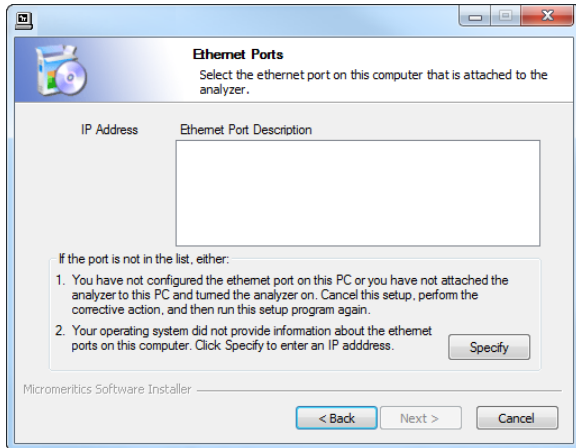 Ethernet Ports
Select the ethernet port on this computer that is attached to the
analyzer.
IP Address Ethernet Port Description
If the port is not in the list, either:
1. You have not configured the ethernet port on this PC or you have not attached the
analyzer to this PC and turned the analyzer on. Cancel this setup, perform the
corrective action, and then run this setup program again.
2. Your operating system did not provide information about the ethernet
ports on this computer. Click Specify to enter an IP adddress.
Specify
Micromeritics Software Installer
< Back Next > Cancel